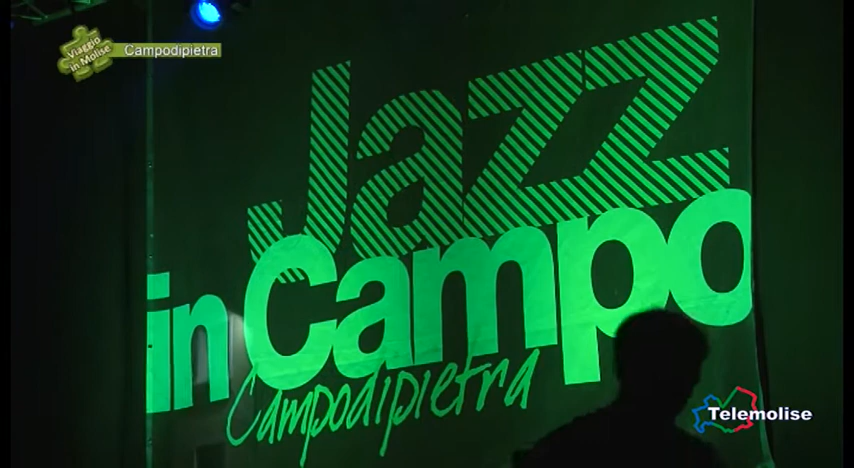 Viaggio
in Molise
Campodipietra
Jazz
in Campo
Campodipietra
Telemolise